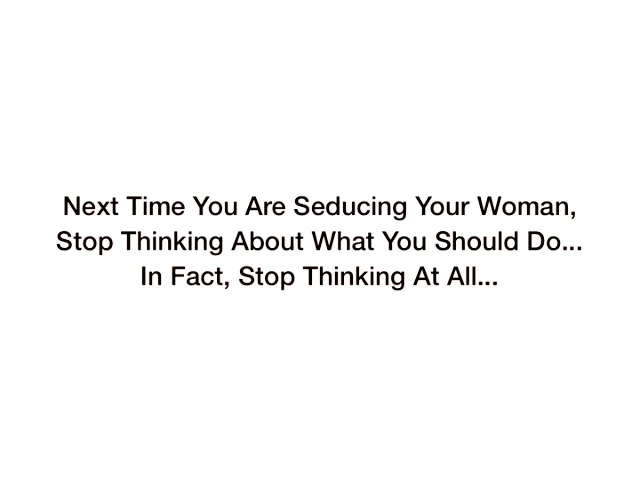 Next Time You Are Seducing Your Woman,
Stop Thinking About What You Should Do...
In Fact, Stop Thinking At All...